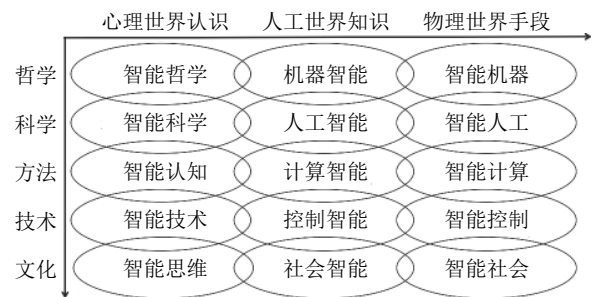 心理世界认识 人工世界知识 物理世界手段
哲学 智能哲学 机器智能 智能机器
科学 智能科学 人工智能 智能人工
方法 智能认知 计算智能 智能计算
技术 智能技术 控制智能 智能控制
文化 智能思维 社会智能 智能社会